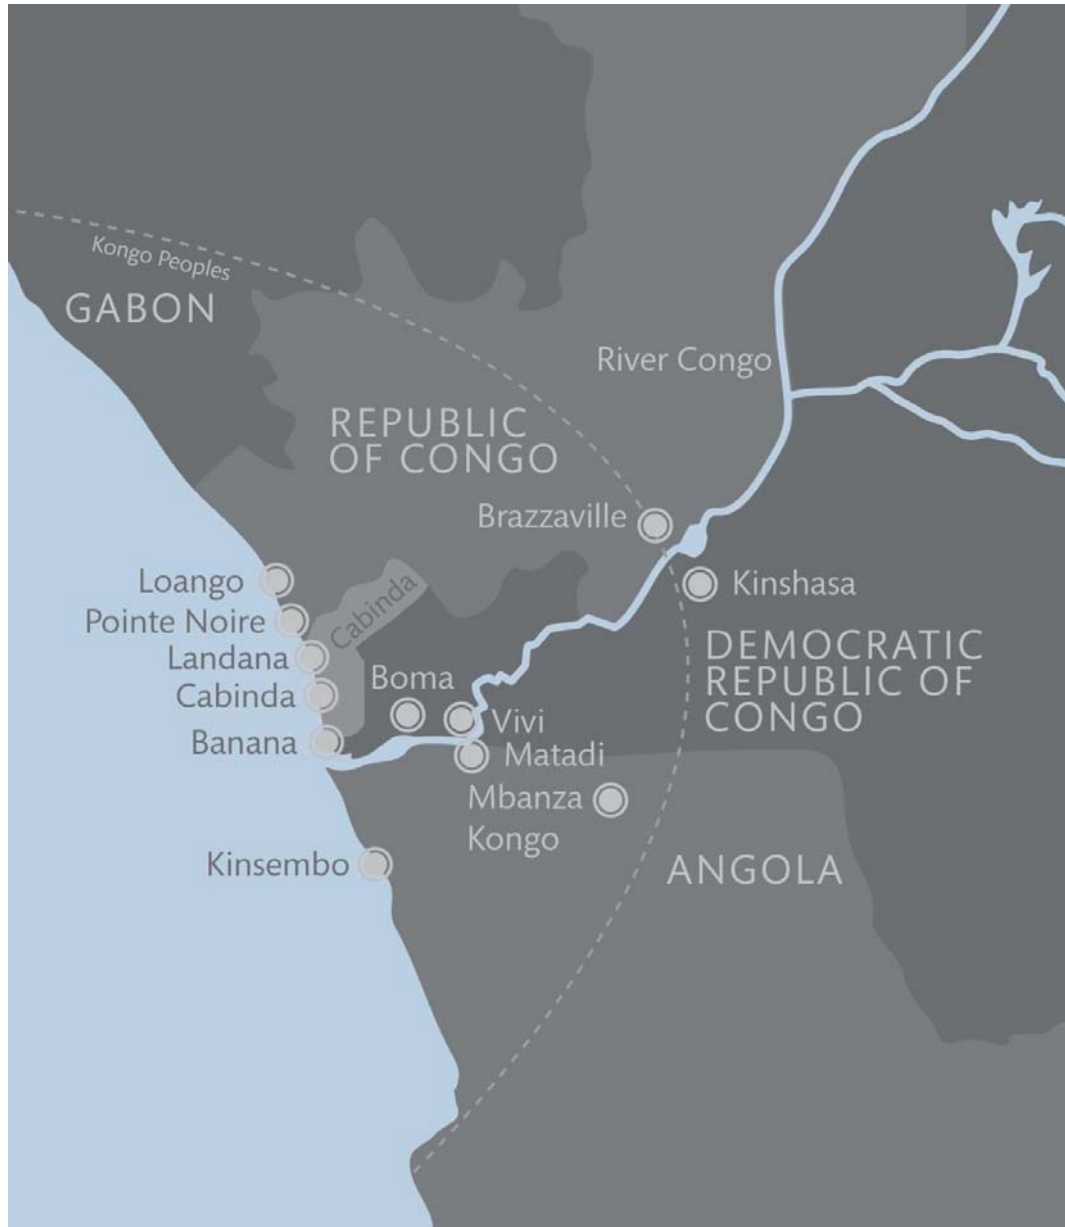 Kongo Peoples
GABON
River Congo
REPUBLIC
OF CONGO
Brazzaville
Loango
Kinshasa
Cabinda
Pointe Noire
Landana
DEMOCRATIC
REPUBLIC OF
CONGO
Boma
Cabinda
Vivi
Banana
Matadi
Mbanza
Kongo
Kinsembo
ANGOLA